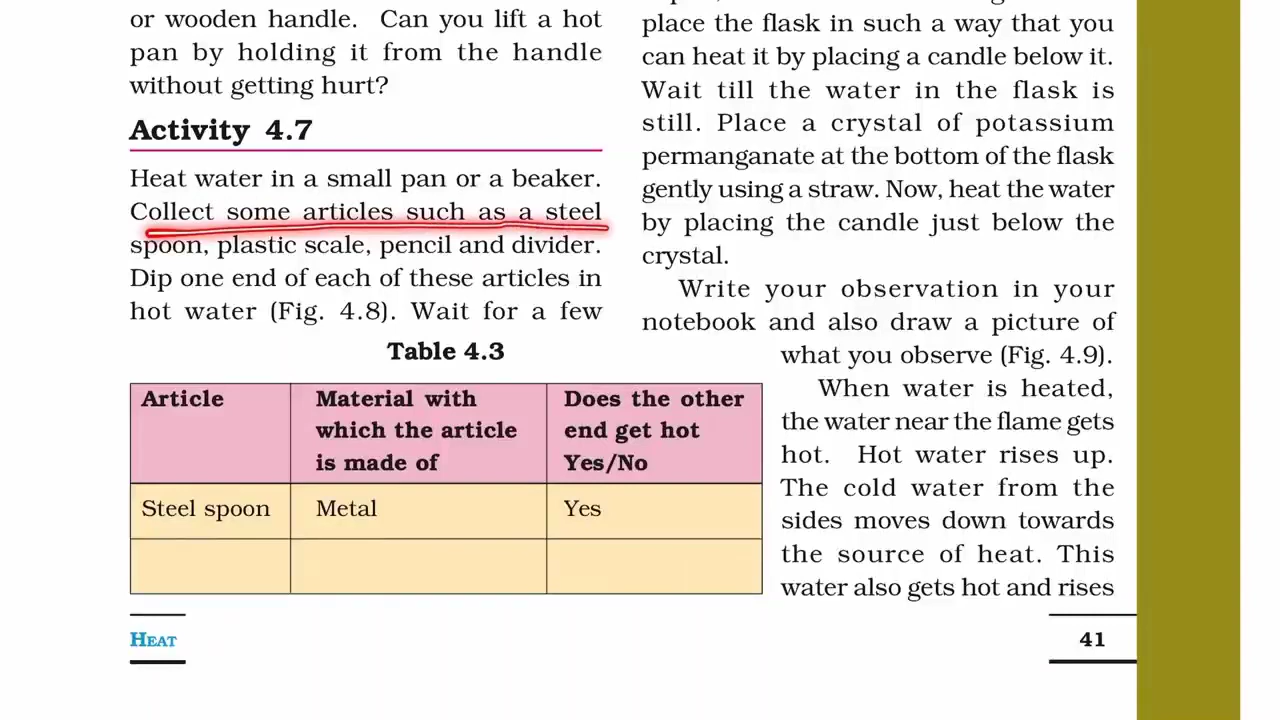 or wooden handle. Can you lift a hot
pan by holding it from the handle
without getting hurt?
Activity 4.7
Heat water in a small pan or a beaker.
Collect some articles such as a steel
spoon, plastic scale, pencil and divider.
Dip one end of each of these articles in
hot water (Fig. 4.8). Wait for a few
Table 4.3
Article
Material with
which the article
is made of
Does the other
end get hot
Yes/No
Steel spoon
Metal
Yes
place the flask in such a way that you
can heat it by placing a candle below it.
Wait till the water in the flask is
still. Place a crystal of potassium
permanganate at the bottom of the flask
gently using a straw. Now, heat the water
by placing the candle just below the
crystal.
Write your observation in your
notebook and also draw a picture of
what you observe (Fig. 4.9).
When water is heated,
the water near the flame gets
hot. Hot water rises up.
The cold water from the
sides moves down towards
the source of heat. This
water also gets hot and rises
HEAT
41